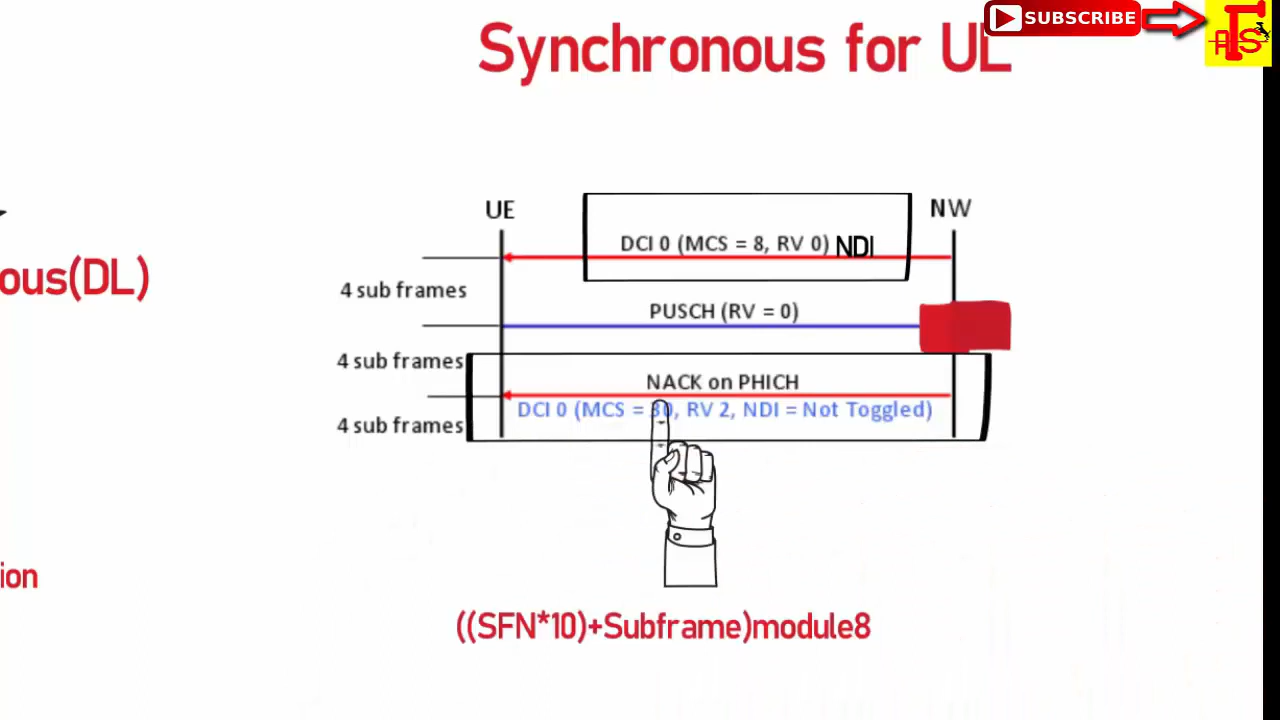 SUBSCRIBE
Synchronous for UL
UE
NW
DCI 0 (MCS = 8, RV 0) NDI
ous(DL)
4 sub frames
PUSCH (RV = 0)
4 sub frames
NACK on PHICH
DCI 0 (MCS = 30, RV 2, NDI = Not Toggled)
4 sub frames
ion
((SFN*10)+Subframe)module8